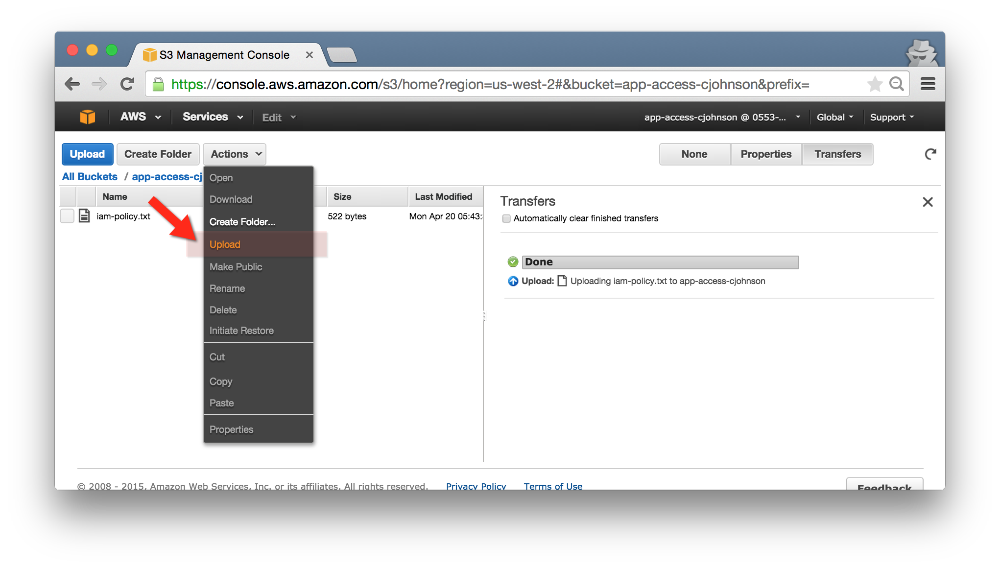 S3 Management Console
https://console.aws.amazon.com/s3/home?region=us-west-2#&bucket=app-access-cjohnson&prefix=
AWS Services Edit app-access-cjohnson @ 0553-... Global Support
Upload Create Folder Actions None Properties Transfers
All Buckets / app-access-cj
Name Size Last Modified
iam-policy.txt 522 bytes Mon Apr 20 05:43:
Open
Download
Create Folder...
Upload
Make Public
Rename
Delete
Initiate Restore
Cut
Copy
Paste
Properties
Transfers
Automatically clear finished transfers
Done
Upload: Uploading iam-policy.txt to app-access-cjohnson
© 2008 - 2015, Amazon Web Services, Inc. or its affiliates. All rights reserved. Privacy Policy Terms of Use Feedback